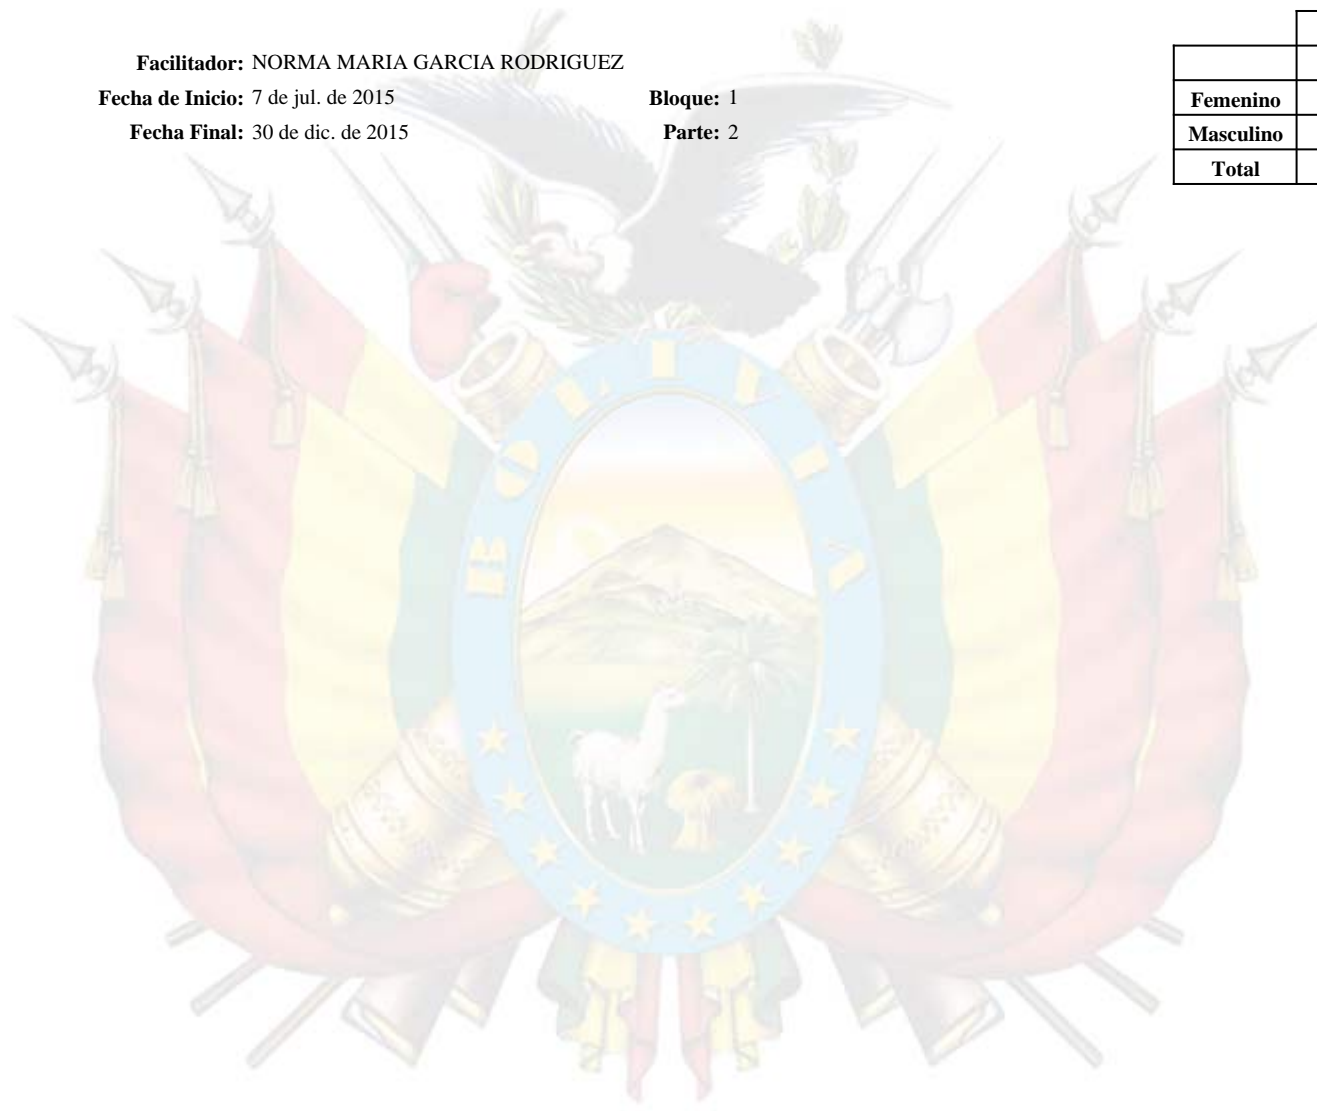 Facilitador: NORMA MARIA GARCIA RODRIGUEZ
Fecha de Inicio: 7 de jul. de 2015 Bloque: 1
Fecha Final: 30 de dic. de 2015 Parte: 2
Femenino
Masculino
Total
BOLIVIA